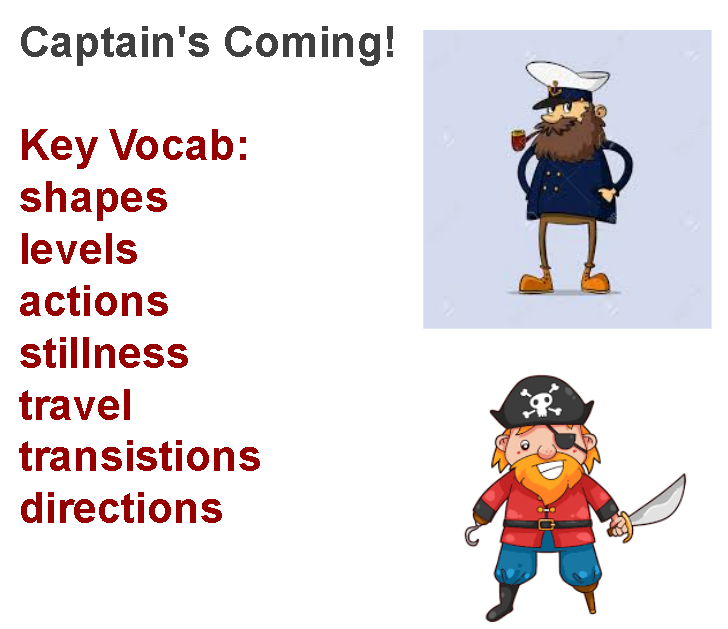 Captain's Coming!
Key Vocab:
shapes
levels
actions
stillness
travel
transistions
directions